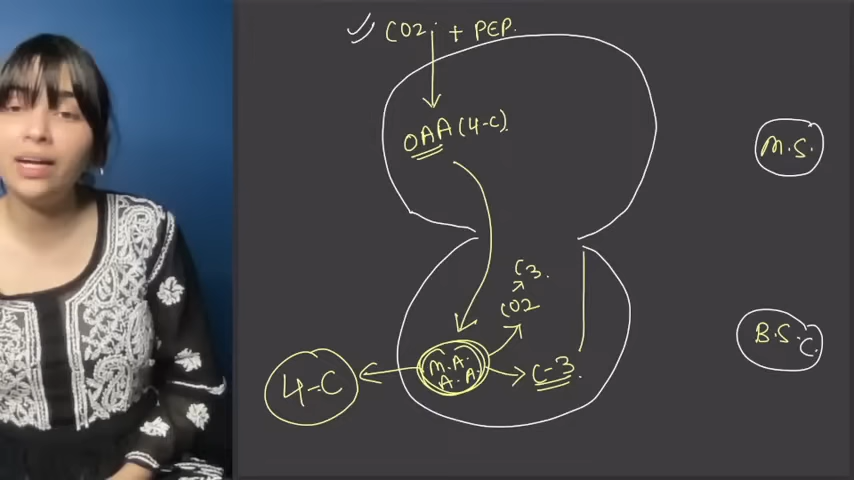 CO2 + PEP.
OAA (4-C).
M.S.
C3.
CO2
B.S.C.
M.A.
A.A.
4-C
C-3.